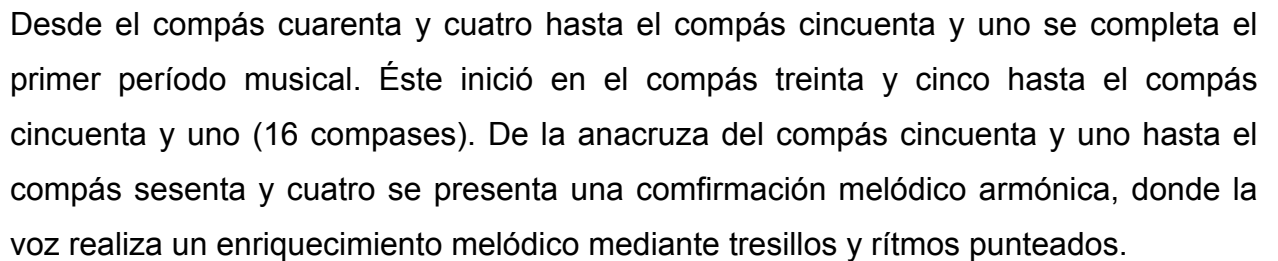 Desde el compás cuarenta y cuatro hasta el compás cincuenta y uno se completa el
primer período musical. Éste inició en el compás treinta y cinco hasta el compás
cincuenta y uno (16 compases). De la anacruza del compás cincuenta y uno hasta el
compás sesenta y cuatro se presenta una comfirmación melódico armónica, donde la
voz realiza un enriquecimiento melódico mediante tresillos y rítmos punteados.